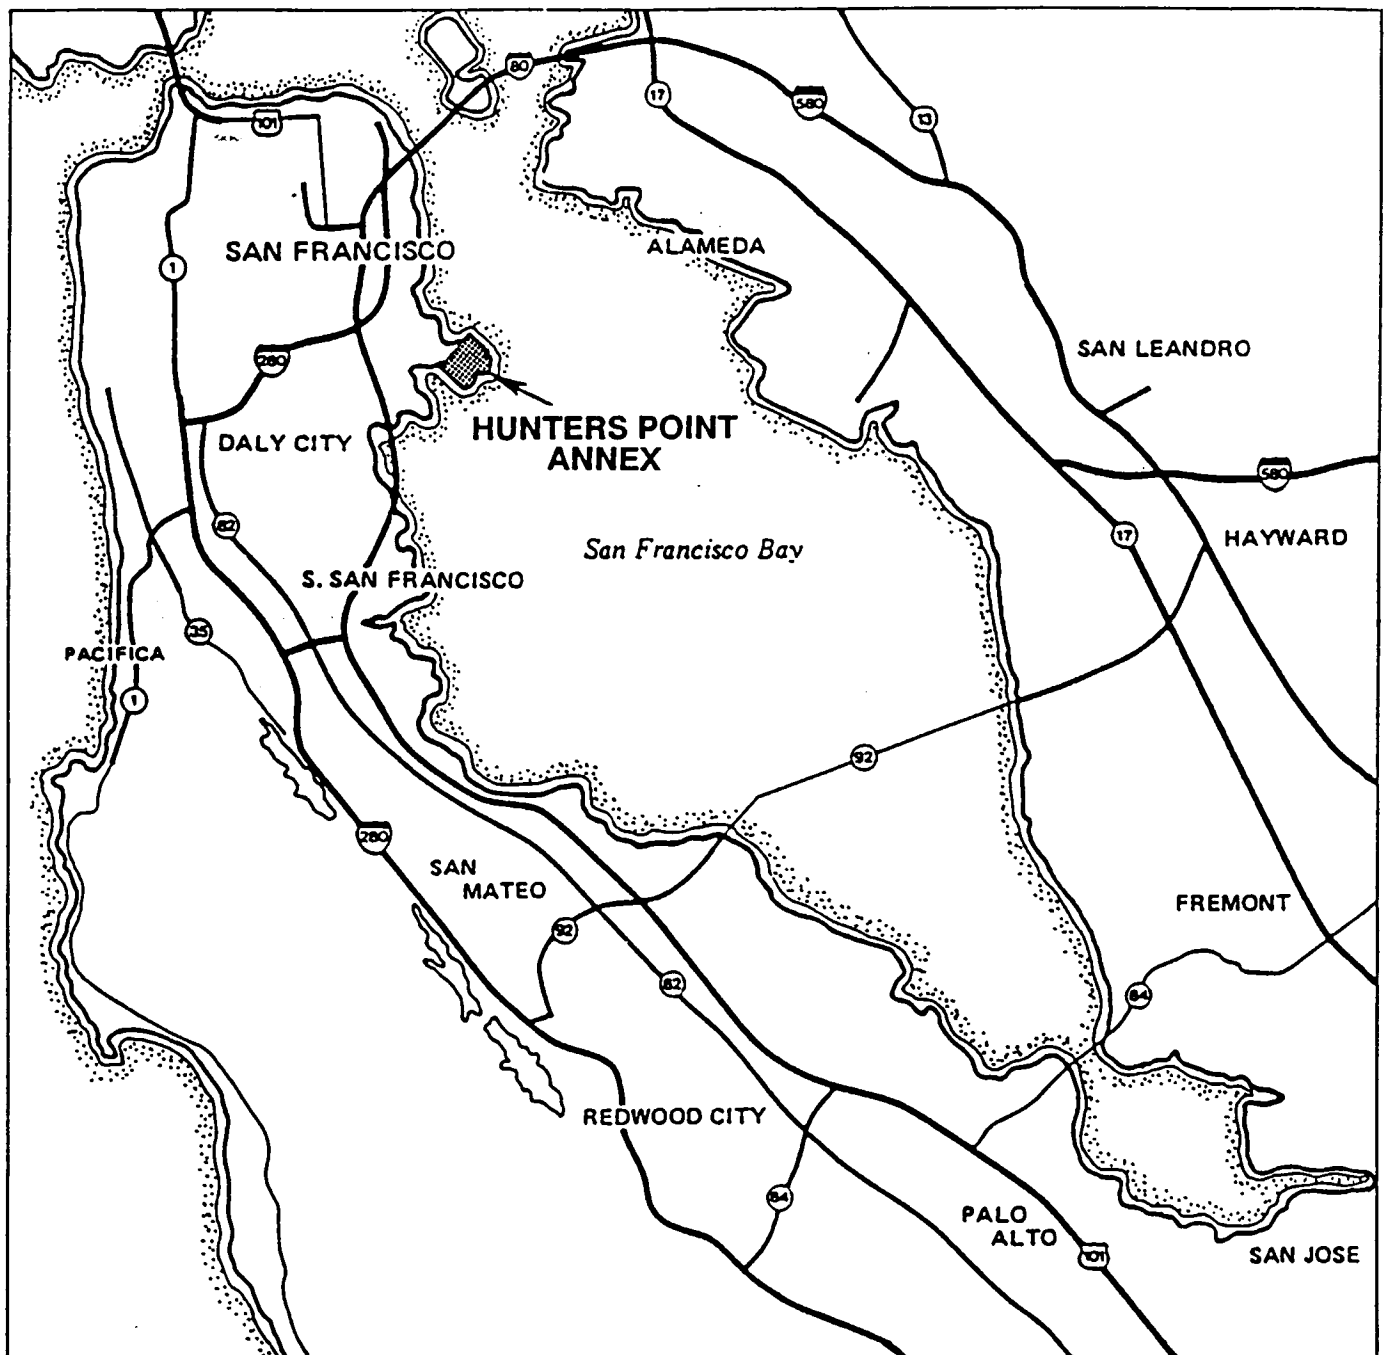 80
17
580
13
101
SAN FRANCISCO
ALAMEDA
1
280
SAN LEANDRO
HUNTERS POINT
ANNEX
DALY CITY
580
82
17
HAYWARD
San Francisco Bay
S. SAN FRANCISCO
35
PACIFICA
1
92
280
SAN
MATEO
FREMONT
92
82
84
REDWOOD CITY
84
PALO
ALTO
101
SAN JOSE